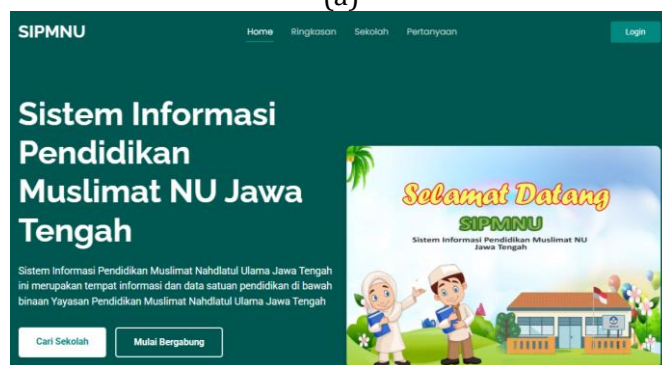 (a)
SIPMNU
Home Ringkasan Sekolah Pertanyaan Login
Sistem Informasi
Pendidikan
Muslimat NU Jawa
Tengah
Sistem Informasi Pendidikan Muslimat Nahdlatul Ulama Jawa Tengah
ini merupakan tempat informasi dan data satuan pendidikan di bawah
binaan Yayasan Pendidikan Muslimat Nahdlatul Ulama Jawa Tengah
Cari Sekolah Mulai Bergabung
Selamat Datang
SIPMNU
Sistem Informasi Pendidikan Muslimat NU
Jawa Tengah